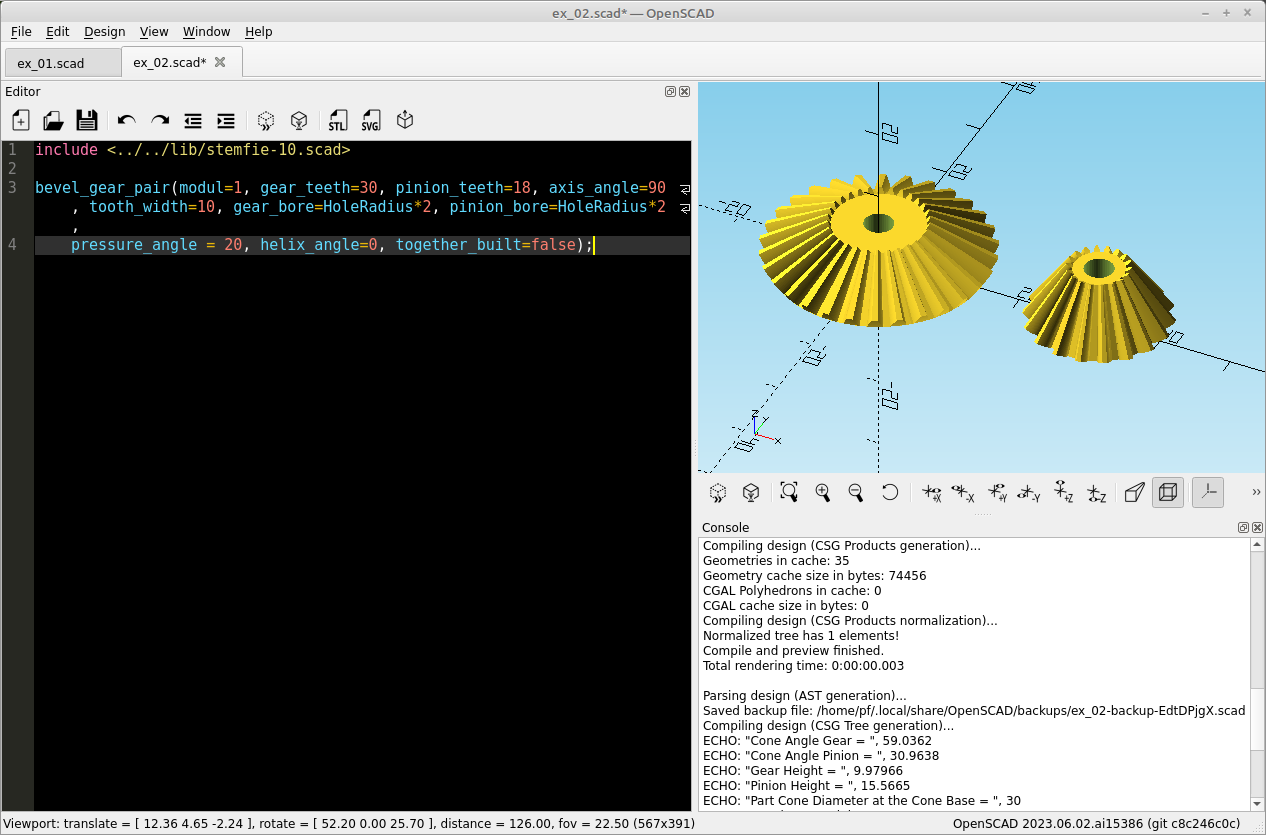 ex_02.scad* — OpenSCAD
File Edit Design View Window Help
ex_01.scad
ex_02.scad*
Editor
STL
SVG
1 include <../../lib/stemfie-10.scad>
2
3 bevel_gear_pair(modul=1, gear_teeth=30, pinion_teeth=18, axis_angle=90
, tooth_width=10, gear_bore=HoleRadius*2, pinion_bore=HoleRadius*2
,
4 pressure_angle = 20, helix_angle=0, together_built=false);
20
20
-20
2
-20
Z
Y
X
+X
-X
+Y
-Y
+Z
-Z
Console
Compiling design (CSG Products generation)...
Geometries in cache: 35
Geometry cache size in bytes: 74456
CGAL Polyhedrons in cache: 0
CGAL cache size in bytes: 0
Compiling design (CSG Products normalization)...
Normalized tree has 1 elements!
Compile and preview finished.
Total rendering time: 0:00:00.003
Parsing design (AST generation)...
Saved backup file: /home/pf/.local/share/OpenSCAD/backups/ex_02-backup-EdtDPjgX.scad
Compiling design (CSG Tree generation)...
ECHO: "Cone Angle Gear = ", 59.0362
ECHO: "Cone Angle Pinion = ", 30.9638
ECHO: "Gear Height = ", 9.97966
ECHO: "Pinion Height = ", 15.5665
ECHO: "Part Cone Diameter at the Cone Base = ", 30
Viewport: translate = [ 12.36 4.65 -2.24 ], rotate = [ 52.20 0.00 25.70 ], distance = 126.00, fov = 22.50 (567x391)
OpenSCAD 2023.06.02.ai15386 (git c8c246c0c)